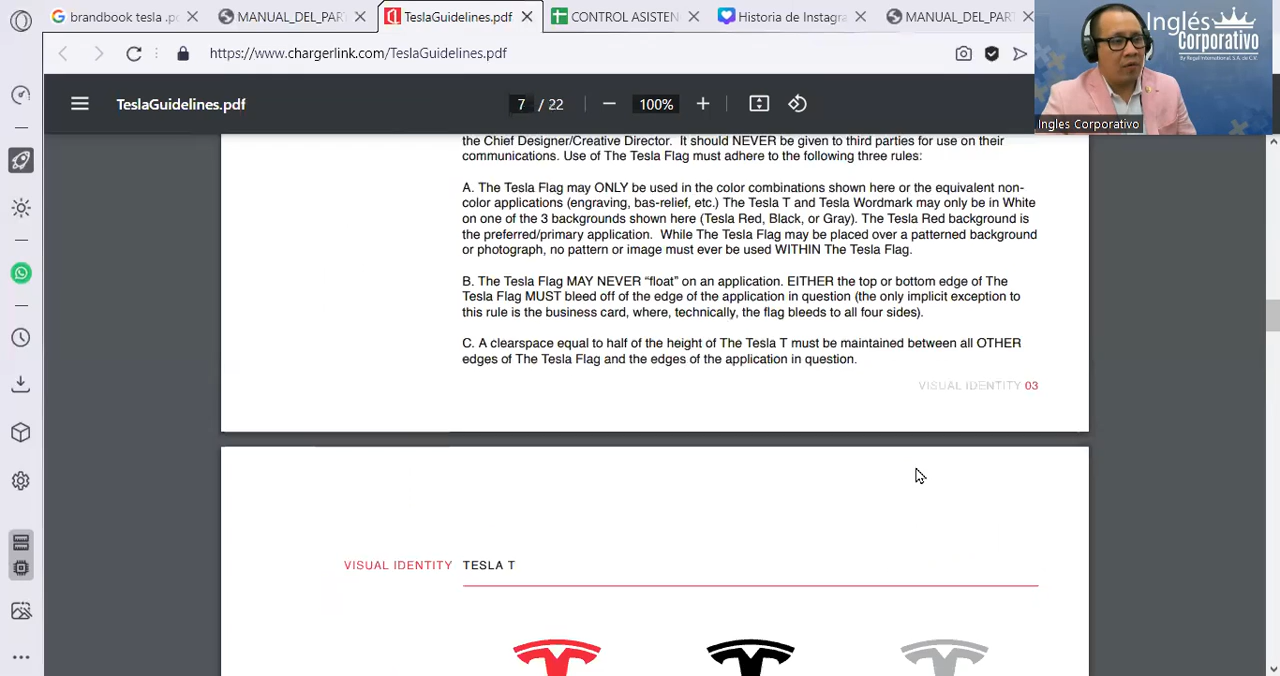 brandbook tesla .pc
MANUAL_DEL_PAR
TeslaGuidelines.pdf
CONTROL ASISTEN
Historia de Instagra
MANUAL_DEL_PAR
https://www.chargerlink.com/TeslaGuidelines.pdf
Inglés
Corporativo
By Regal International, S.A. de C.V.
Ingles Corporativo
TeslaGuidelines.pdf
7 / 22
100%
the Chief Designer/Creative Director. It should NEVER be given to third parties for use on their
communications. Use of The Tesla Flag must adhere to the following three rules:
A. The Tesla Flag may ONLY be used in the color combinations shown here or the equivalent non-
color applications (engraving, bas-relief, etc.) The Tesla T and Tesla Wordmark may only be in White
on one of the 3 backgrounds shown here (Tesla Red, Black, or Gray). The Tesla Red background is
the preferred/primary application. While The Tesla Flag may be placed over a patterned background
or photograph, no pattern or image must ever be used WITHIN The Tesla Flag.
B. The Tesla Flag MAY NEVER “float” on an application. EITHER the top or bottom edge of The
Tesla Flag MUST bleed off of the edge of the application in question (the only implicit exception to
this rule is the business card, where, technically, the flag bleeds to all four sides).
C. A clearspace equal to half of the height of The Tesla T must be maintained between all OTHER
edges of The Tesla Flag and the edges of the application in question.
VISUAL IDENTITY 03
VISUAL IDENTITY TESLA T